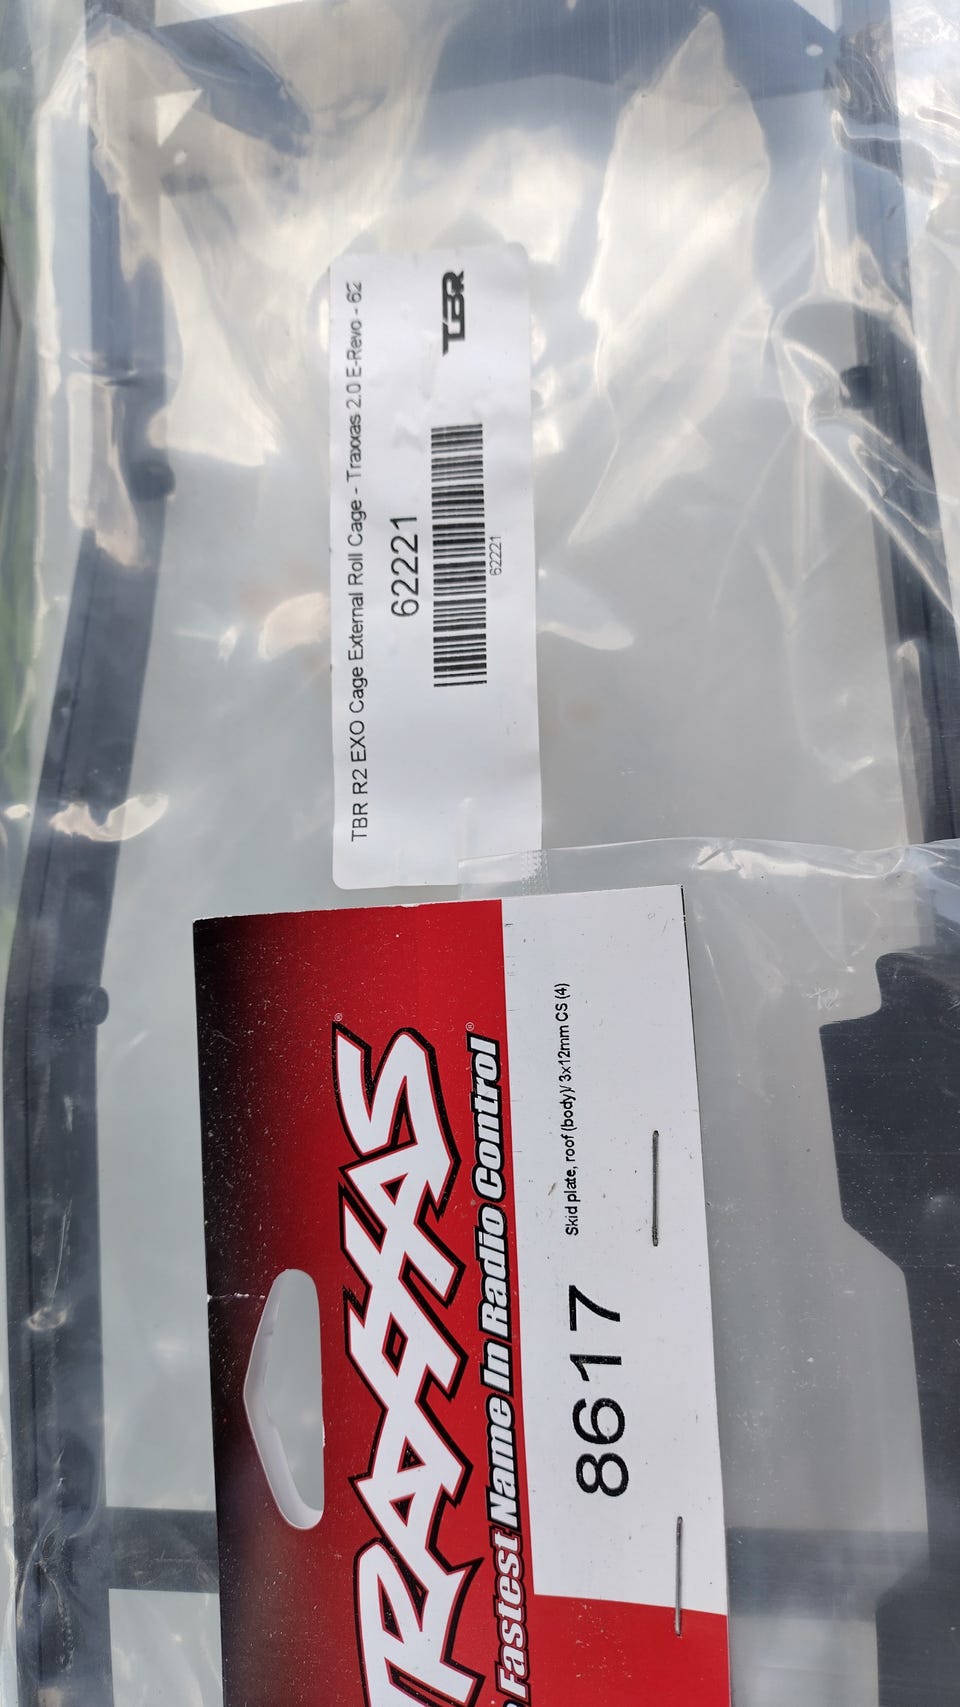 TBR R2 EXO Cage External Roll Cage - Traxxas 2.0 E-Revo - 62
62221
62221
TBR
TRAXXAS®
Fastest Name In Radio Control®
8617
Skid plate, roof (body)/ 3x12mm CS (4)